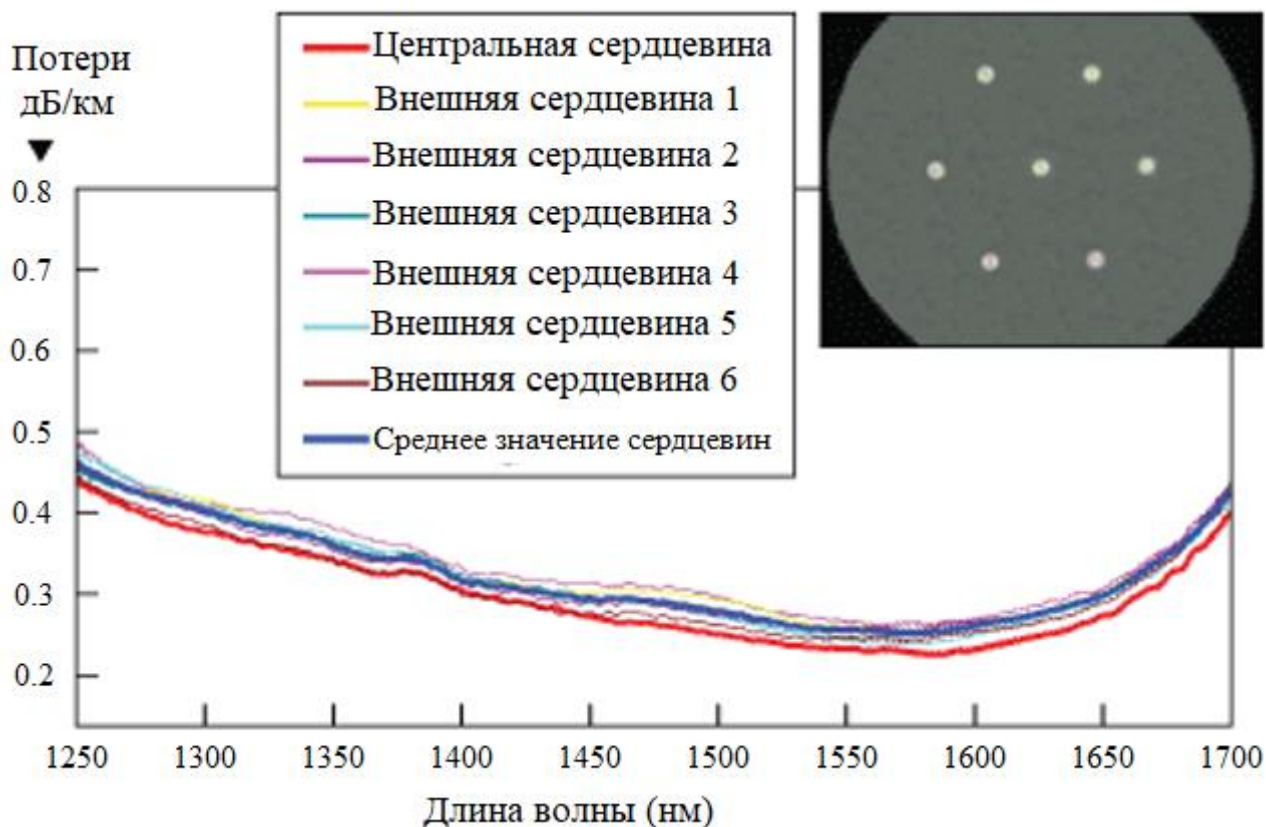 Потери
дБ/км
Центральная сердцевина
Внешняя сердцевина 1
Внешняя сердцевина 2
Внешняя сердцевина 3
Внешняя сердцевина 4
Внешняя сердцевина 5
Внешняя сердцевина 6
Среднее значение сердцевин
0.8
0.7
0.6
0.5
0.4
0.3
0.2
1250 1300 1350 1400 1450 1500 1550 1600 1650 1700
Длина волны (нм)